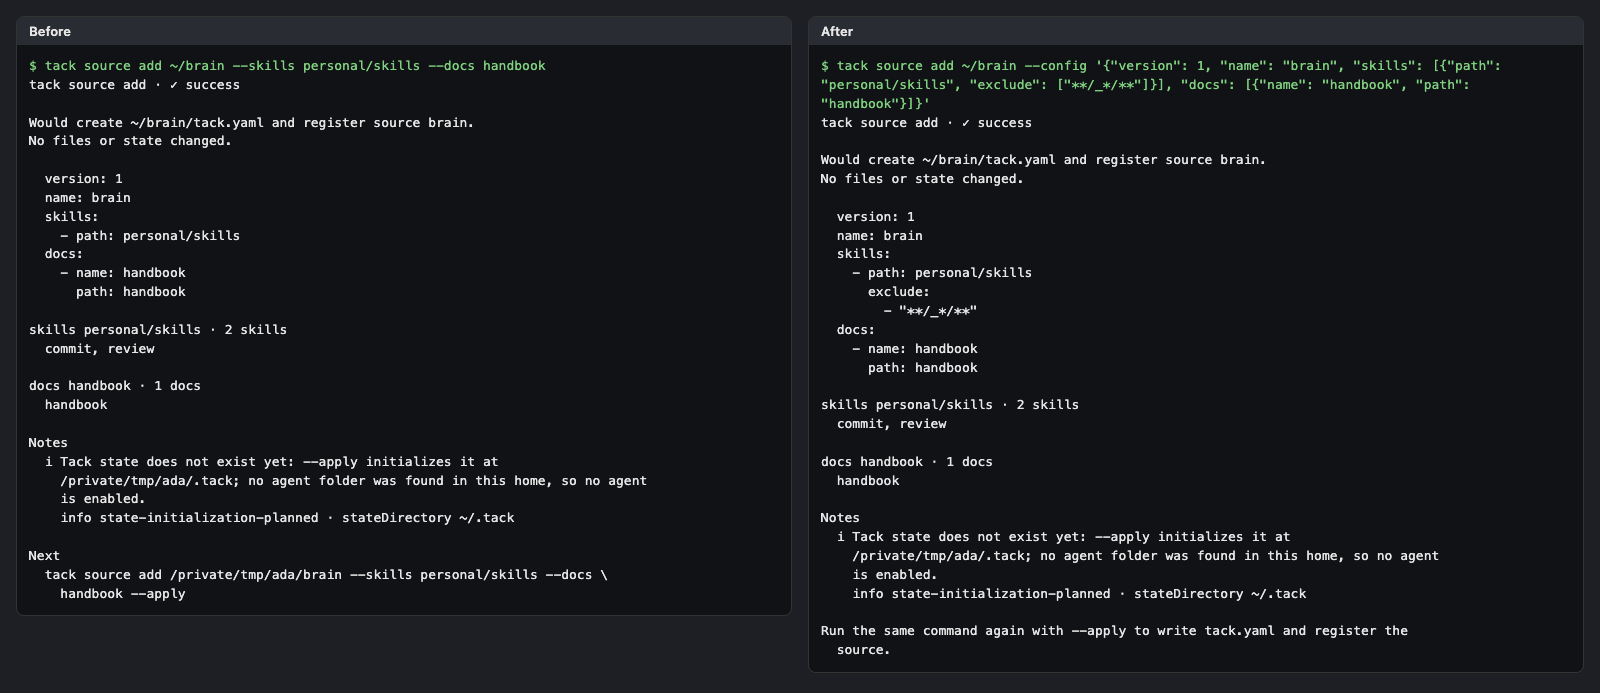 Before
$ tack source add ~/brain --skills personal/skills --docs handbook
tack source add · ✓ success
Would create ~/brain/tack.yaml and register source brain.
No files or state changed.
version: 1
name: brain
skills:
- path: personal/skills
docs:
- name: handbook
path: handbook
skills personal/skills · 2 skills
commit, review
docs handbook · 1 docs
handbook
Notes
i Tack state does not exist yet: --apply initializes it at
/private/tmp/ada/.tack; no agent folder was found in this home, so no agent
is enabled.
info state-initialization-planned · stateDirectory ~/.tack
Next
tack source add /private/tmp/ada/brain --skills personal/skills --docs \
handbook --apply
After
$ tack source add ~/brain --config '{"version": 1, "name": "brain", "skills": [{"path":
"personal/skills", "exclude": ["**/_*/**"]}], "docs": [{"name": "handbook", "path":
"handbook"}]}'
tack source add · ✓ success
Would create ~/brain/tack.yaml and register source brain.
No files or state changed.
version: 1
name: brain
skills:
- path: personal/skills
exclude:
- "**/_*/**"
docs:
- name: handbook
path: handbook
skills personal/skills · 2 skills
commit, review
docs handbook · 1 docs
handbook
Notes
i Tack state does not exist yet: --apply initializes it at
/private/tmp/ada/.tack; no agent folder was found in this home, so no agent
is enabled.
info state-initialization-planned · stateDirectory ~/.tack
Run the same command again with --apply to write tack.yaml and register the
source.